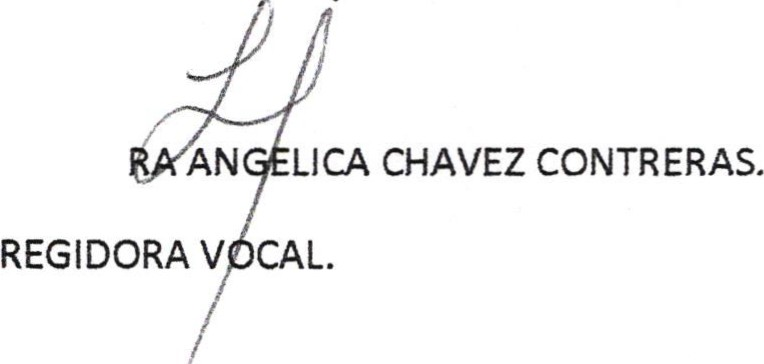 RA ANGELICA CHAVEZ CONTRERAS.
REGIDORA VOCAL.